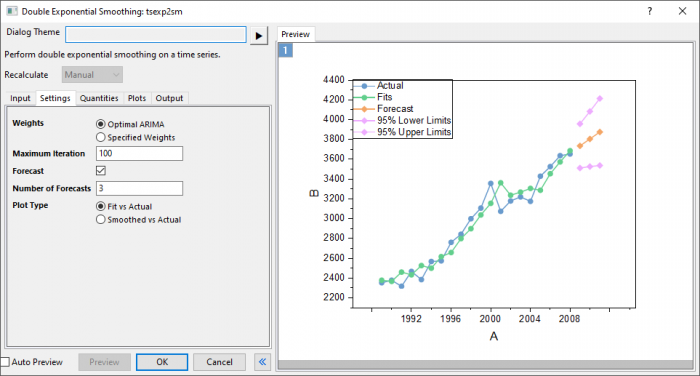 Double Exponential Smoothing: tsexp2sm
Dialog Theme
Perform double exponential smoothing on a time series.
Recalculate Manual
Input Settings Quantities Plots Output
Weights Optimal ARIMA
Specified Weights
Maximum Iteration 100
Forecast
Number of Forecasts 3
Plot Type Fit vs Actual
Smoothed vs Actual
Auto Preview Preview OK Cancel
Preview
1
4400
4200
4000
3800
3600
3400
3200
3000
2800
2600
2400
2200
B
Actual
Fits
Forecast
95% Lower Limits
95% Upper Limits
1992 1996 2000 2004 2008
A